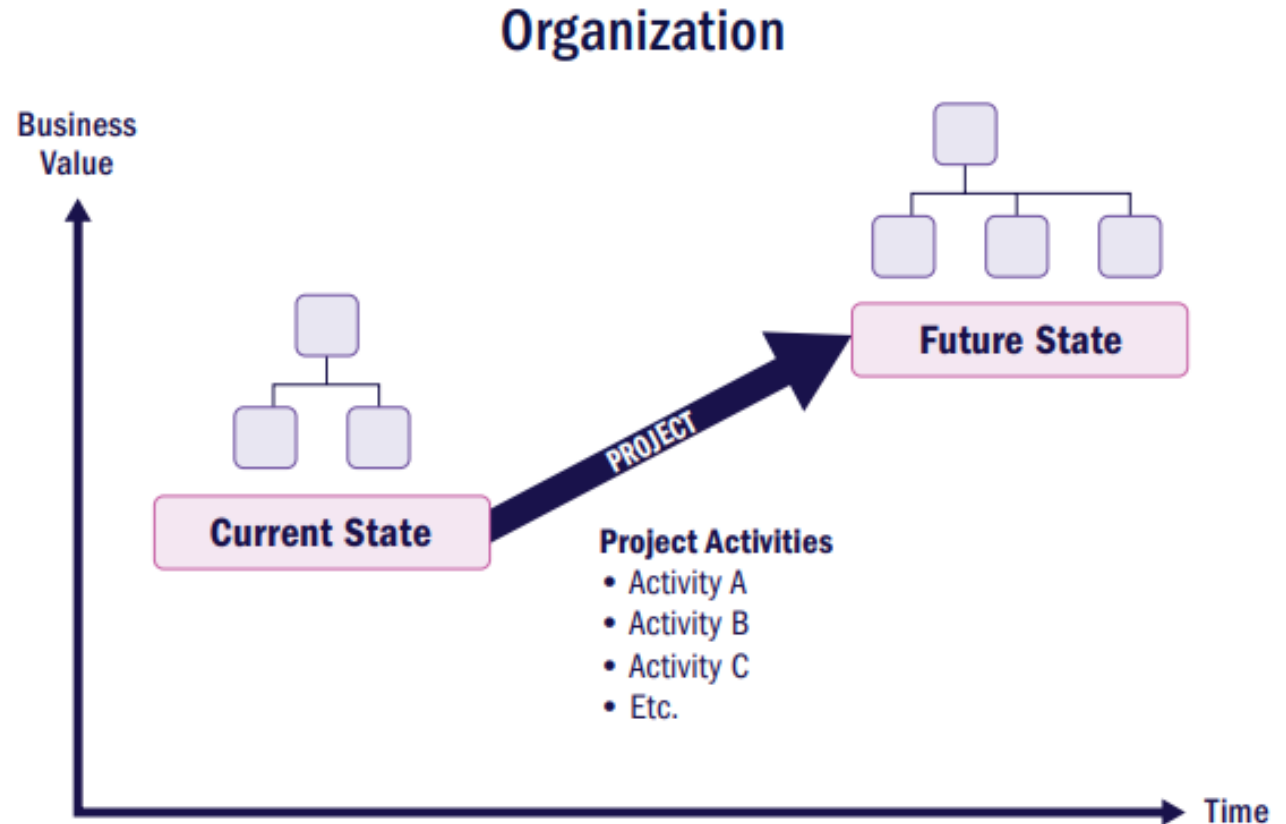 Organization
Business
Value
Future State
PROJECT
Current State
Project Activities
• Activity A
• Activity B
• Activity C
• Etc.
Time